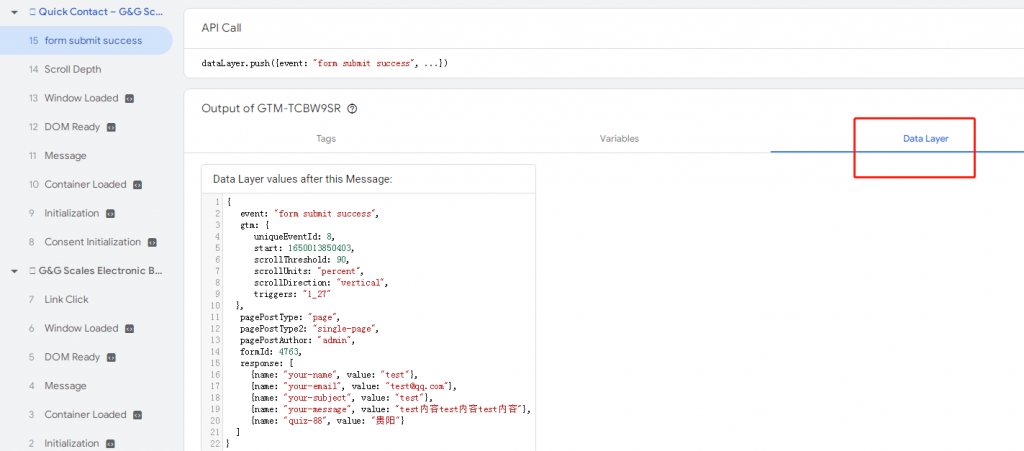 Quick Contact – G&G Sc...
15 form submit success
14 Scroll Depth
13 Window Loaded
12 DOM Ready
11 Message
10 Container Loaded
9 Initialization
8 Consent Initialization
G&G Scales Electronic B...
7 Link Click
6 Window Loaded
5 DOM Ready
4 Message
3 Container Loaded
2 Initialization
API Call
dataLayer.push({event: "form submit success", ...})
Output of GTM-TCBW9SR
Tags Variables Data Layer
Data Layer values after this Message:
1 {
2 event: "form submit success",
3 gtm: {
4 uniqueEventId: 8,
5 start: 1650013850403,
6 scrollThreshold: 90,
7 scrollUnits: "percent",
8 scrollDirection: "vertical",
9 triggers: "1_27"
10 },
11 pagePostType: "page",
12 pagePostType2: "single-page",
13 pagePostAuthor: "admin",
14 formId: 4763,
15 response: [
16 {name: "your-name", value: "test"},
17 {name: "your-email", value: "test@qq.com"},
18 {name: "your-subject", value: "test"},
19 {name: "your-message", value: "test内容test内容test内容"},
20 {name: "quiz-88", value: "贵阳"}
21 ]
22 }